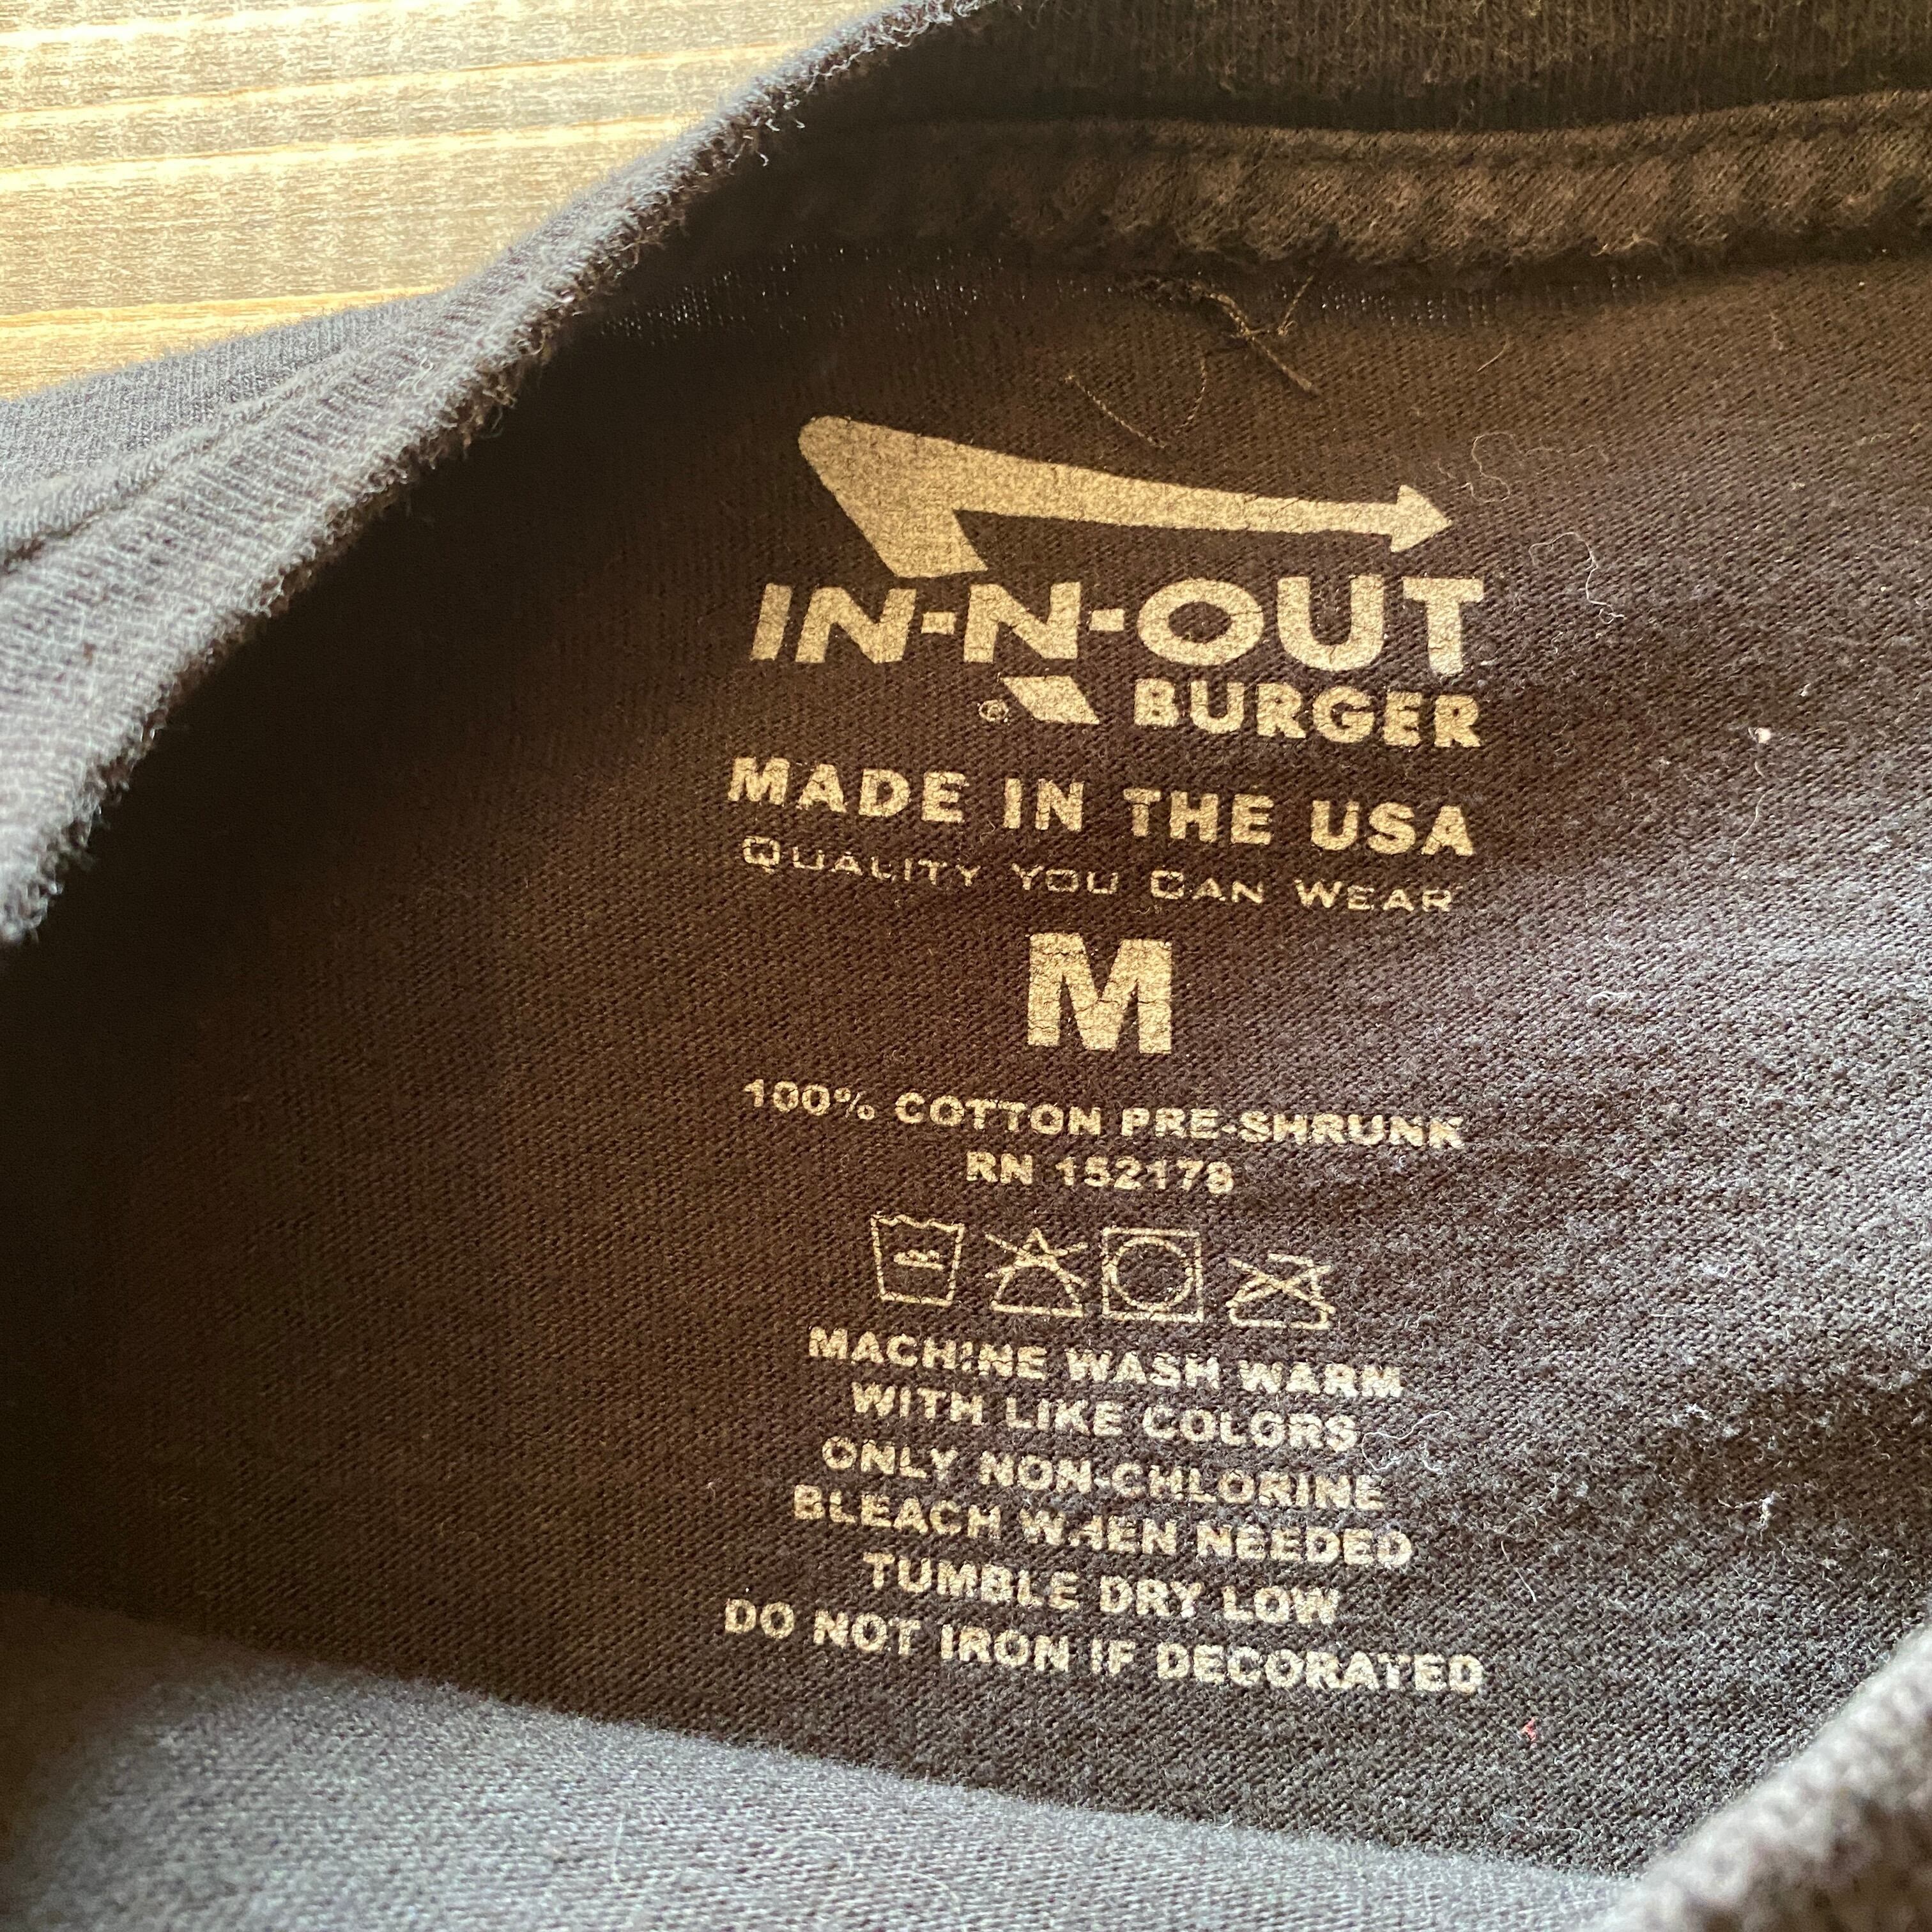 IN-N-OUT
® BURGER
MADE IN THE USA
QUALITY YOU CAN WEAR
M
100% COTTON PRE-SHRUNK
RN 152178
MACHINE WASH WARM
WITH LIKE COLORS
ONLY NON-CHLORINE
BLEACH WHEN NEEDED
TUMBLE DRY LOW
DO NOT IRON IF DECORATED